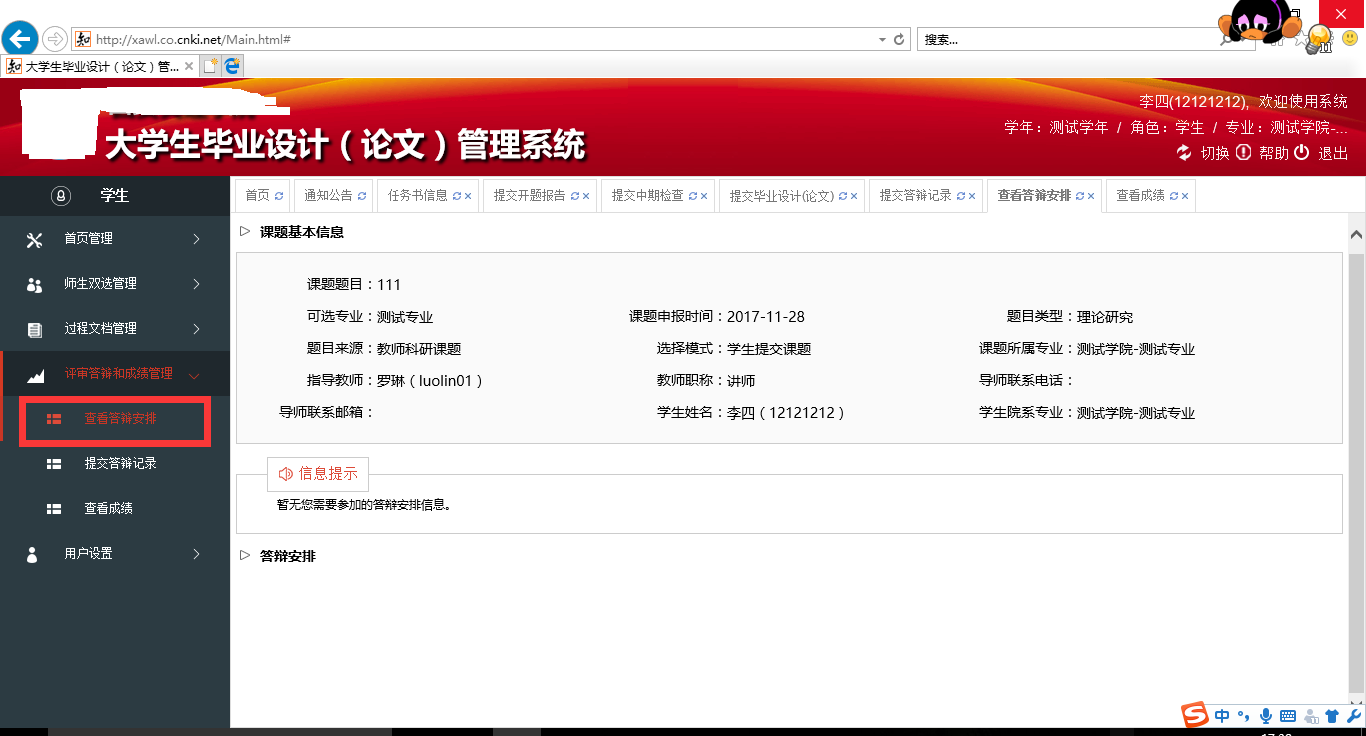 http://xawl.co.cnki.net/Main.html#
搜索...
大学生毕业设计（论文）管...
11
李四(12121212), 欢迎使用系统
大学生毕业设计（论文）管理系统
学年：测试学年 / 角色：学生 / 专业：测试学院-...
切换 帮助 退出
学生
首页 通知公告 任务书信息 提交开题报告 提交中期检查 提交毕业设计(论文) 提交答辩记录 查看答辩安排 查看成绩
首页管理
师生双选管理
过程文档管理
评审答辩和成绩管理
查看答辩安排
提交答辩记录
查看成绩
用户设置
课题基本信息
课题题目：111
可选专业：测试专业 课题申报时间：2017-11-28 题目类型：理论研究
题目来源：教师科研课题 选择模式：学生提交课题 课题所属专业：测试学院-测试专业
指导教师：罗琳（luolin01） 教师职称：讲师 导师联系电话：
导师联系邮箱： 学生姓名：李四（12121212） 学生院系专业：测试学院-测试专业
信息提示
暂无您需要参加的答辩安排信息。
答辩安排
中